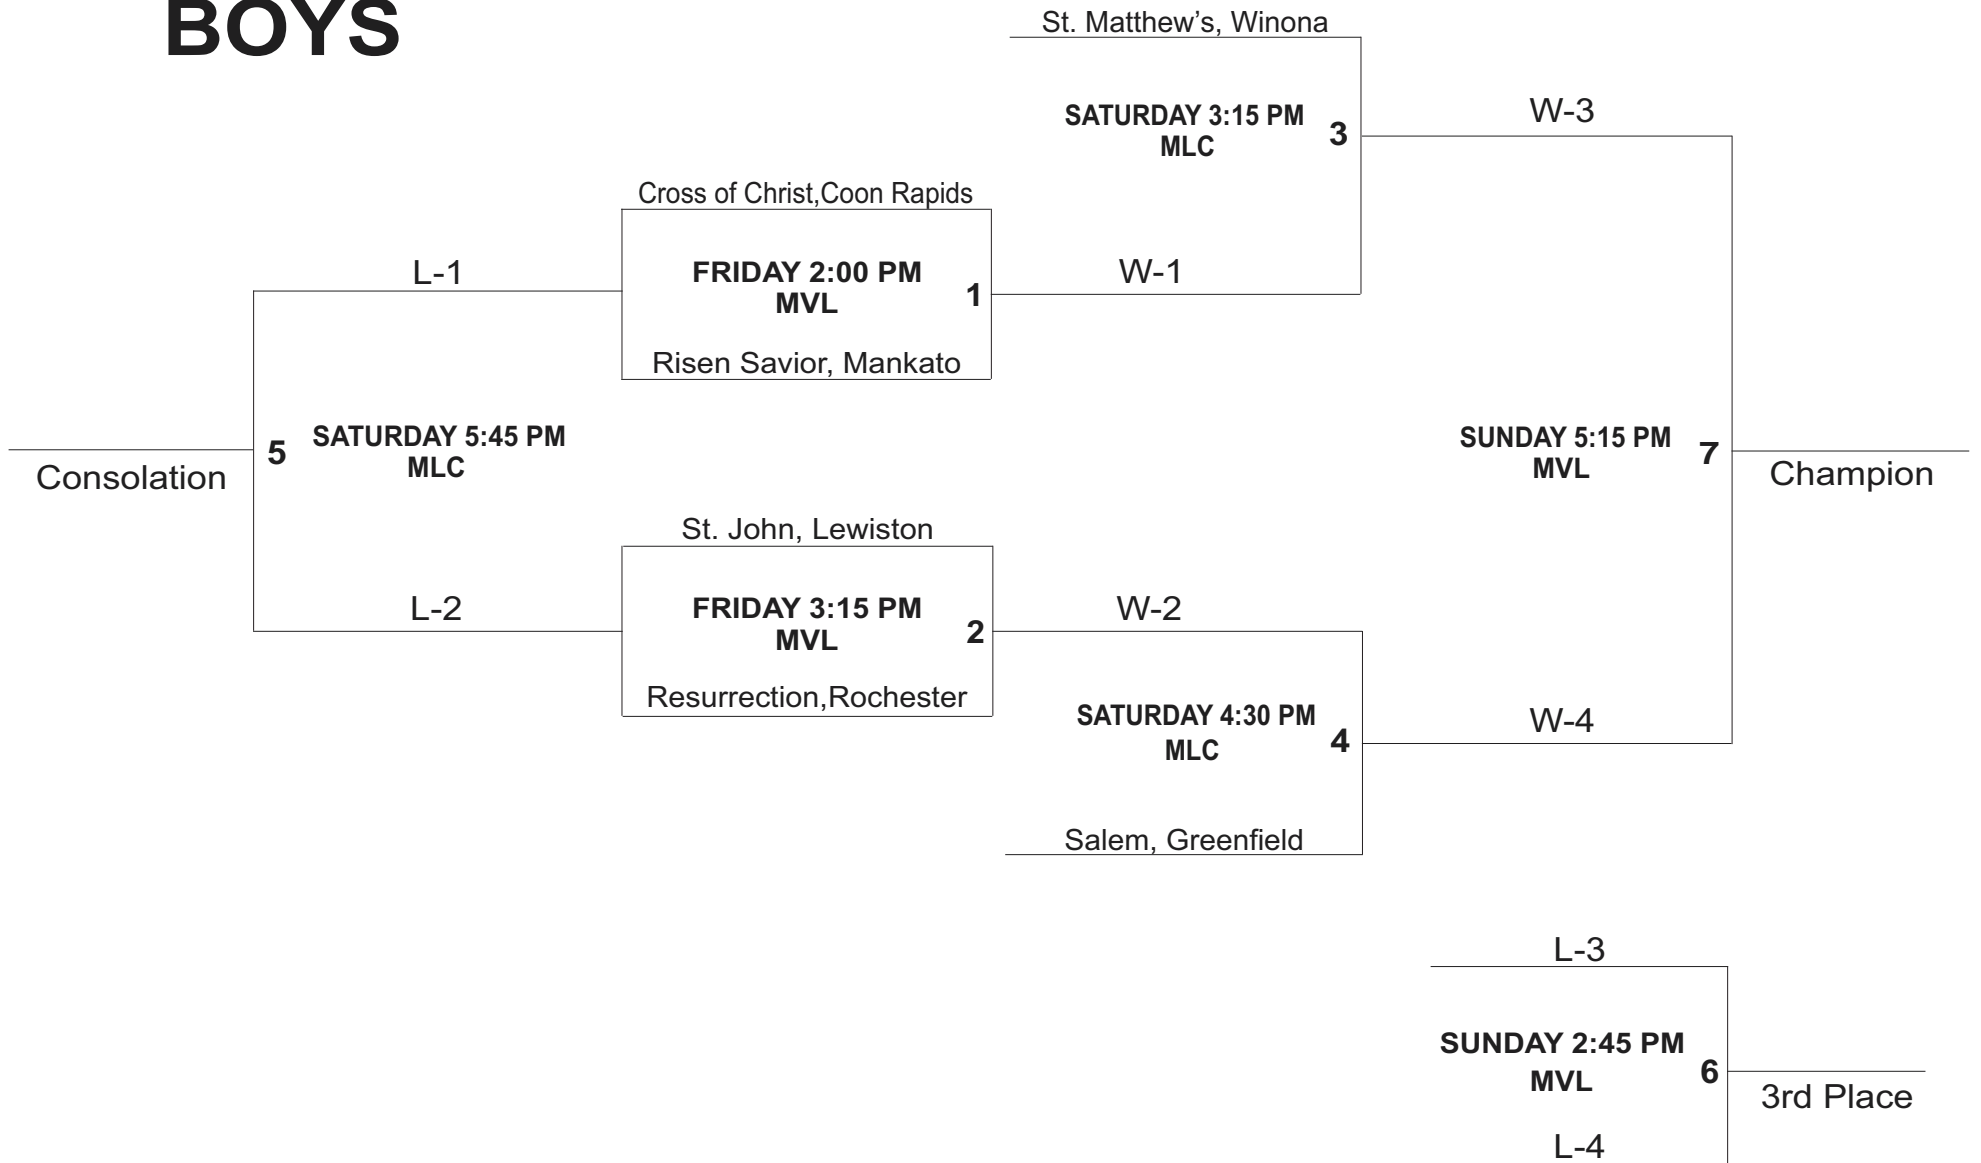 BOYS
St. Matthew’s, Winona
SATURDAY 3:15 PM
MLC
3
W-3
Cross of Christ,Coon Rapids
L-1
FRIDAY 2:00 PM
MVL
1
W-1
Risen Savior, Mankato
5
SATURDAY 5:45 PM
MLC
Consolation
SUNDAY 5:15 PM
MVL
7
Champion
St. John, Lewiston
L-2
FRIDAY 3:15 PM
MVL
2
W-2
Resurrection,Rochester
SATURDAY 4:30 PM
MLC
4
W-4
Salem, Greenfield
L-3
SUNDAY 2:45 PM
MVL
6
3rd Place
L-4